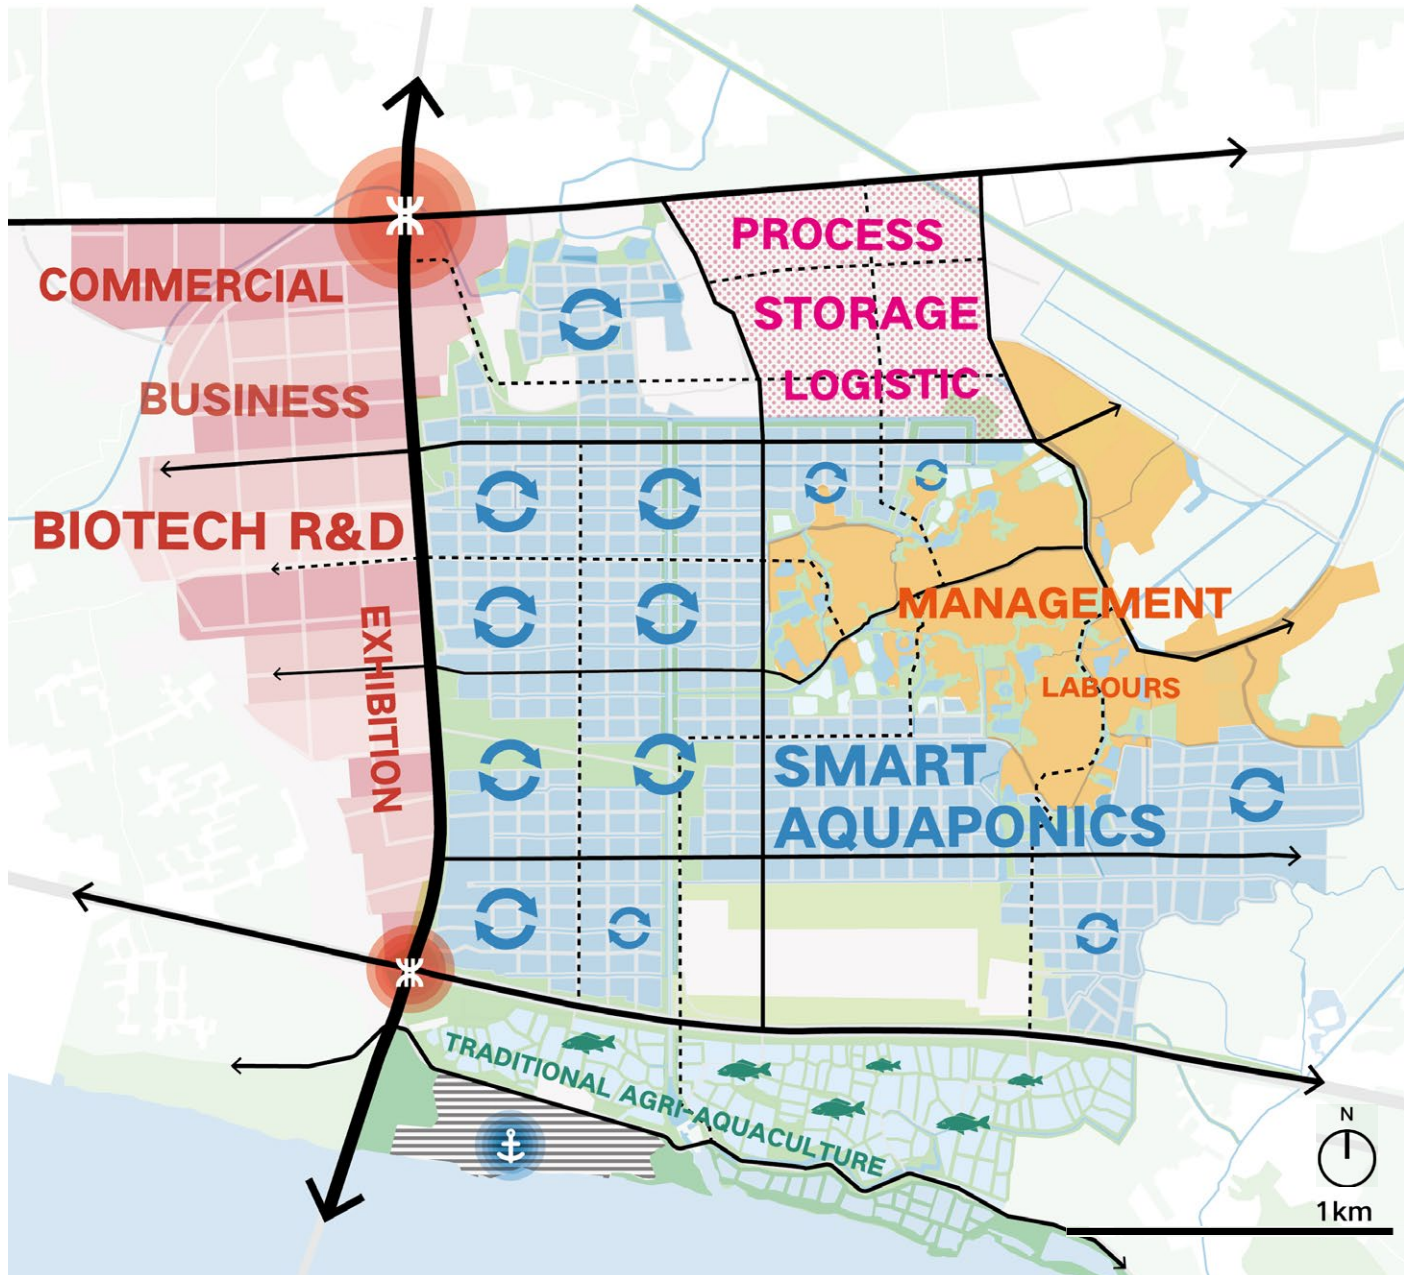 PROCESS
COMMERCIAL
STORAGE
LOGISTIC
BUSINESS
BIOTECH R&D
MANAGEMENT
EXHIBITION
LABOURS
SMART
AQUAPONICS
TRADITIONAL AGRI-AQUACULTURE
N
1km